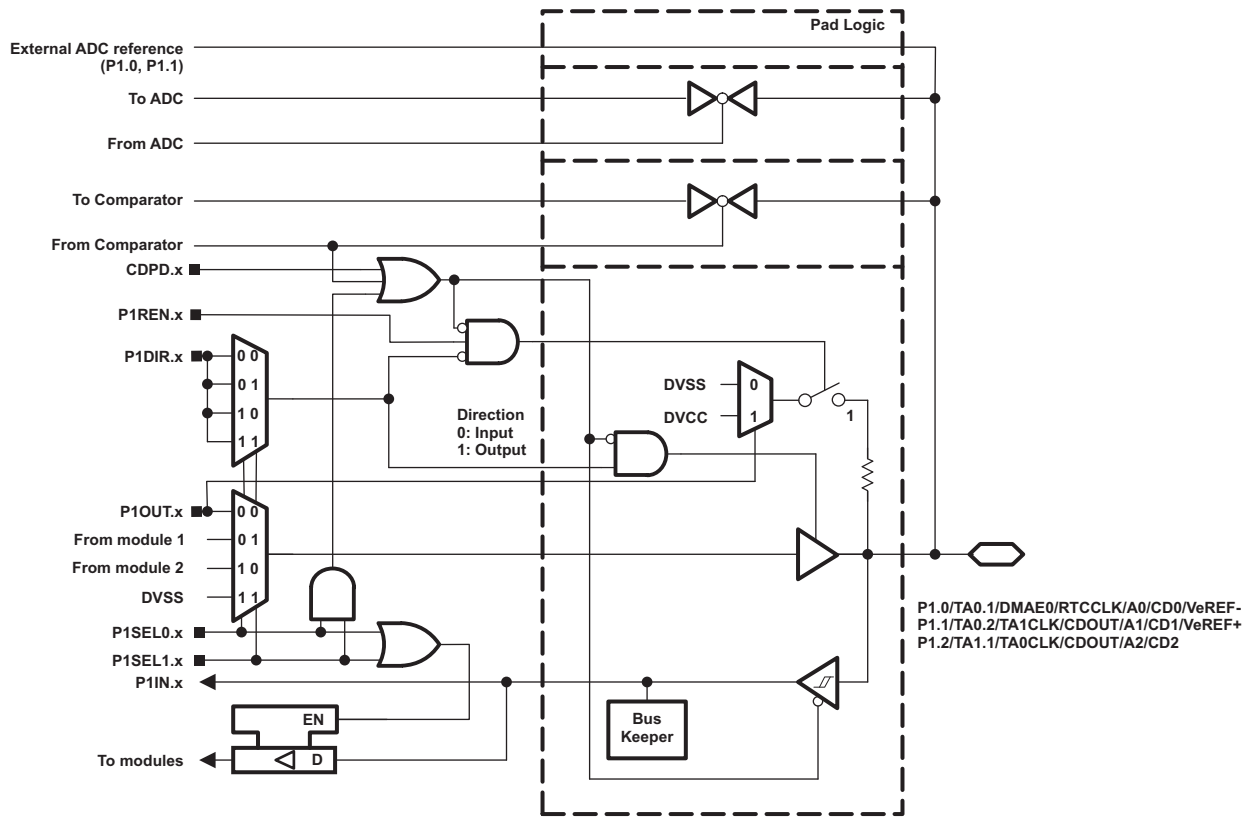 Pad Logic
External ADC reference
(P1.0, P1.1)
To ADC
From ADC
To Comparator
From Comparator
CDPD.x
P1REN.x
P1DIR.x
0 0
0 1
1 0
1 1
Direction
0: Input
1: Output
DVSS
0
DVCC
1
1
P1OUT.x
0 0
From module 1
0 1
From module 2
1 0
DVSS
1 1
P1.0/TA0.1/DMAE0/RTCCLK/A0/CD0/VeREF-
P1.1/TA0.2/TA1CLK/CDOUT/A1/CD1/VeREF+
P1.2/TA1.1/TA0CLK/CDOUT/A2/CD2
P1SEL0.x
P1SEL1.x
P1IN.x
EN
Bus
Keeper
To modules
D